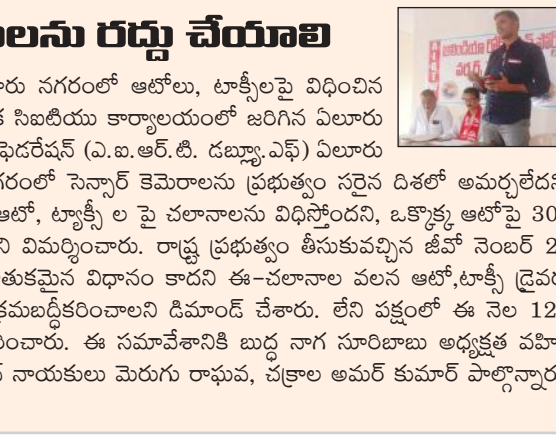 లను రద్దు చేయాలి
రు నగరంలో ఆటోలు, టాక్సీలపై విధించిన
క సిఐటియు కార్యాలయంలో జరిగిన ఏలూరు
ఫెడరేషన్ (ఎ.ఐ.ఆర్.టి. డబ్ల్యూ.ఎఫ్) ఏలూరు
గరంలో సెన్సార్ కెమెరాలను ప్రభుత్వం సరైన దిశలో అమర్చలేదన
ఆటో, ట్యాక్సీ ల పై చలానాలను విధిస్తోందని, ఒక్కొక్క ఆటోపై 30
ని విమర్శించారు. రాష్ట్ర ప్రభుత్వం తీసుకువచ్చిన జీవో నెంబర్ 2
తుకమైన విధానం కాదని ఈ-చలానాల వలన ఆటో,టాక్సీ డ్రైవర
క్రమబద్ధీకరించాలని డిమాండ్ చేశారు. లేని పక్షంలో ఈ నెల 12
ించారు. ఈ సమావేశానికి బుద్ధ నాగ సూరిబాబు అధ్యక్షత వహి
నాయకులు మెరుగు రాఘవ, చక్రాల అమర్ కుమార్ పాల్గొన్నార